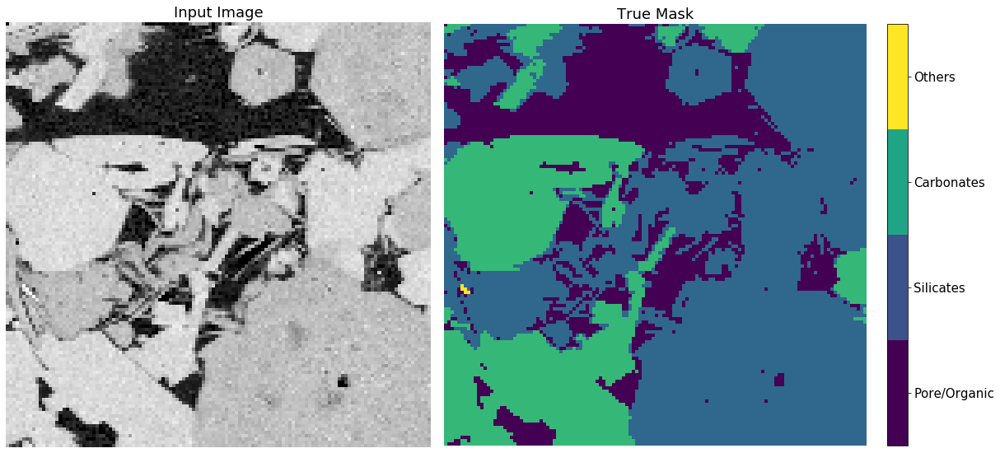 Input Image
True Mask
Others
Carbonates
Silicates
Pore/Organic